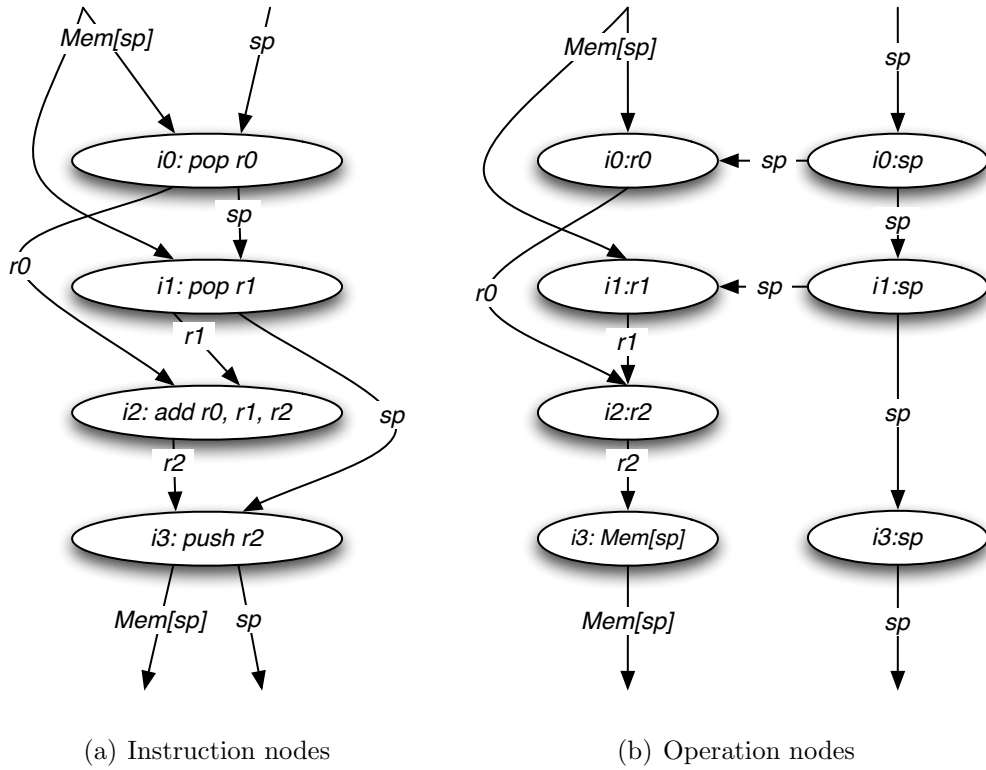 Mem[sp]
sp
i0: pop r0
sp
r0
i1: pop r1
r1
i2: add r0, r1, r2
sp
r2
i3: push r2
Mem[sp]
sp
(a) Instruction nodes
Mem[sp]
sp
i0:r0
sp
i0:sp
sp
r0
i1:r1
sp
i1:sp
r1
i2:r2
sp
r2
i3: Mem[sp]
i3:sp
Mem[sp]
sp
(b) Operation nodes